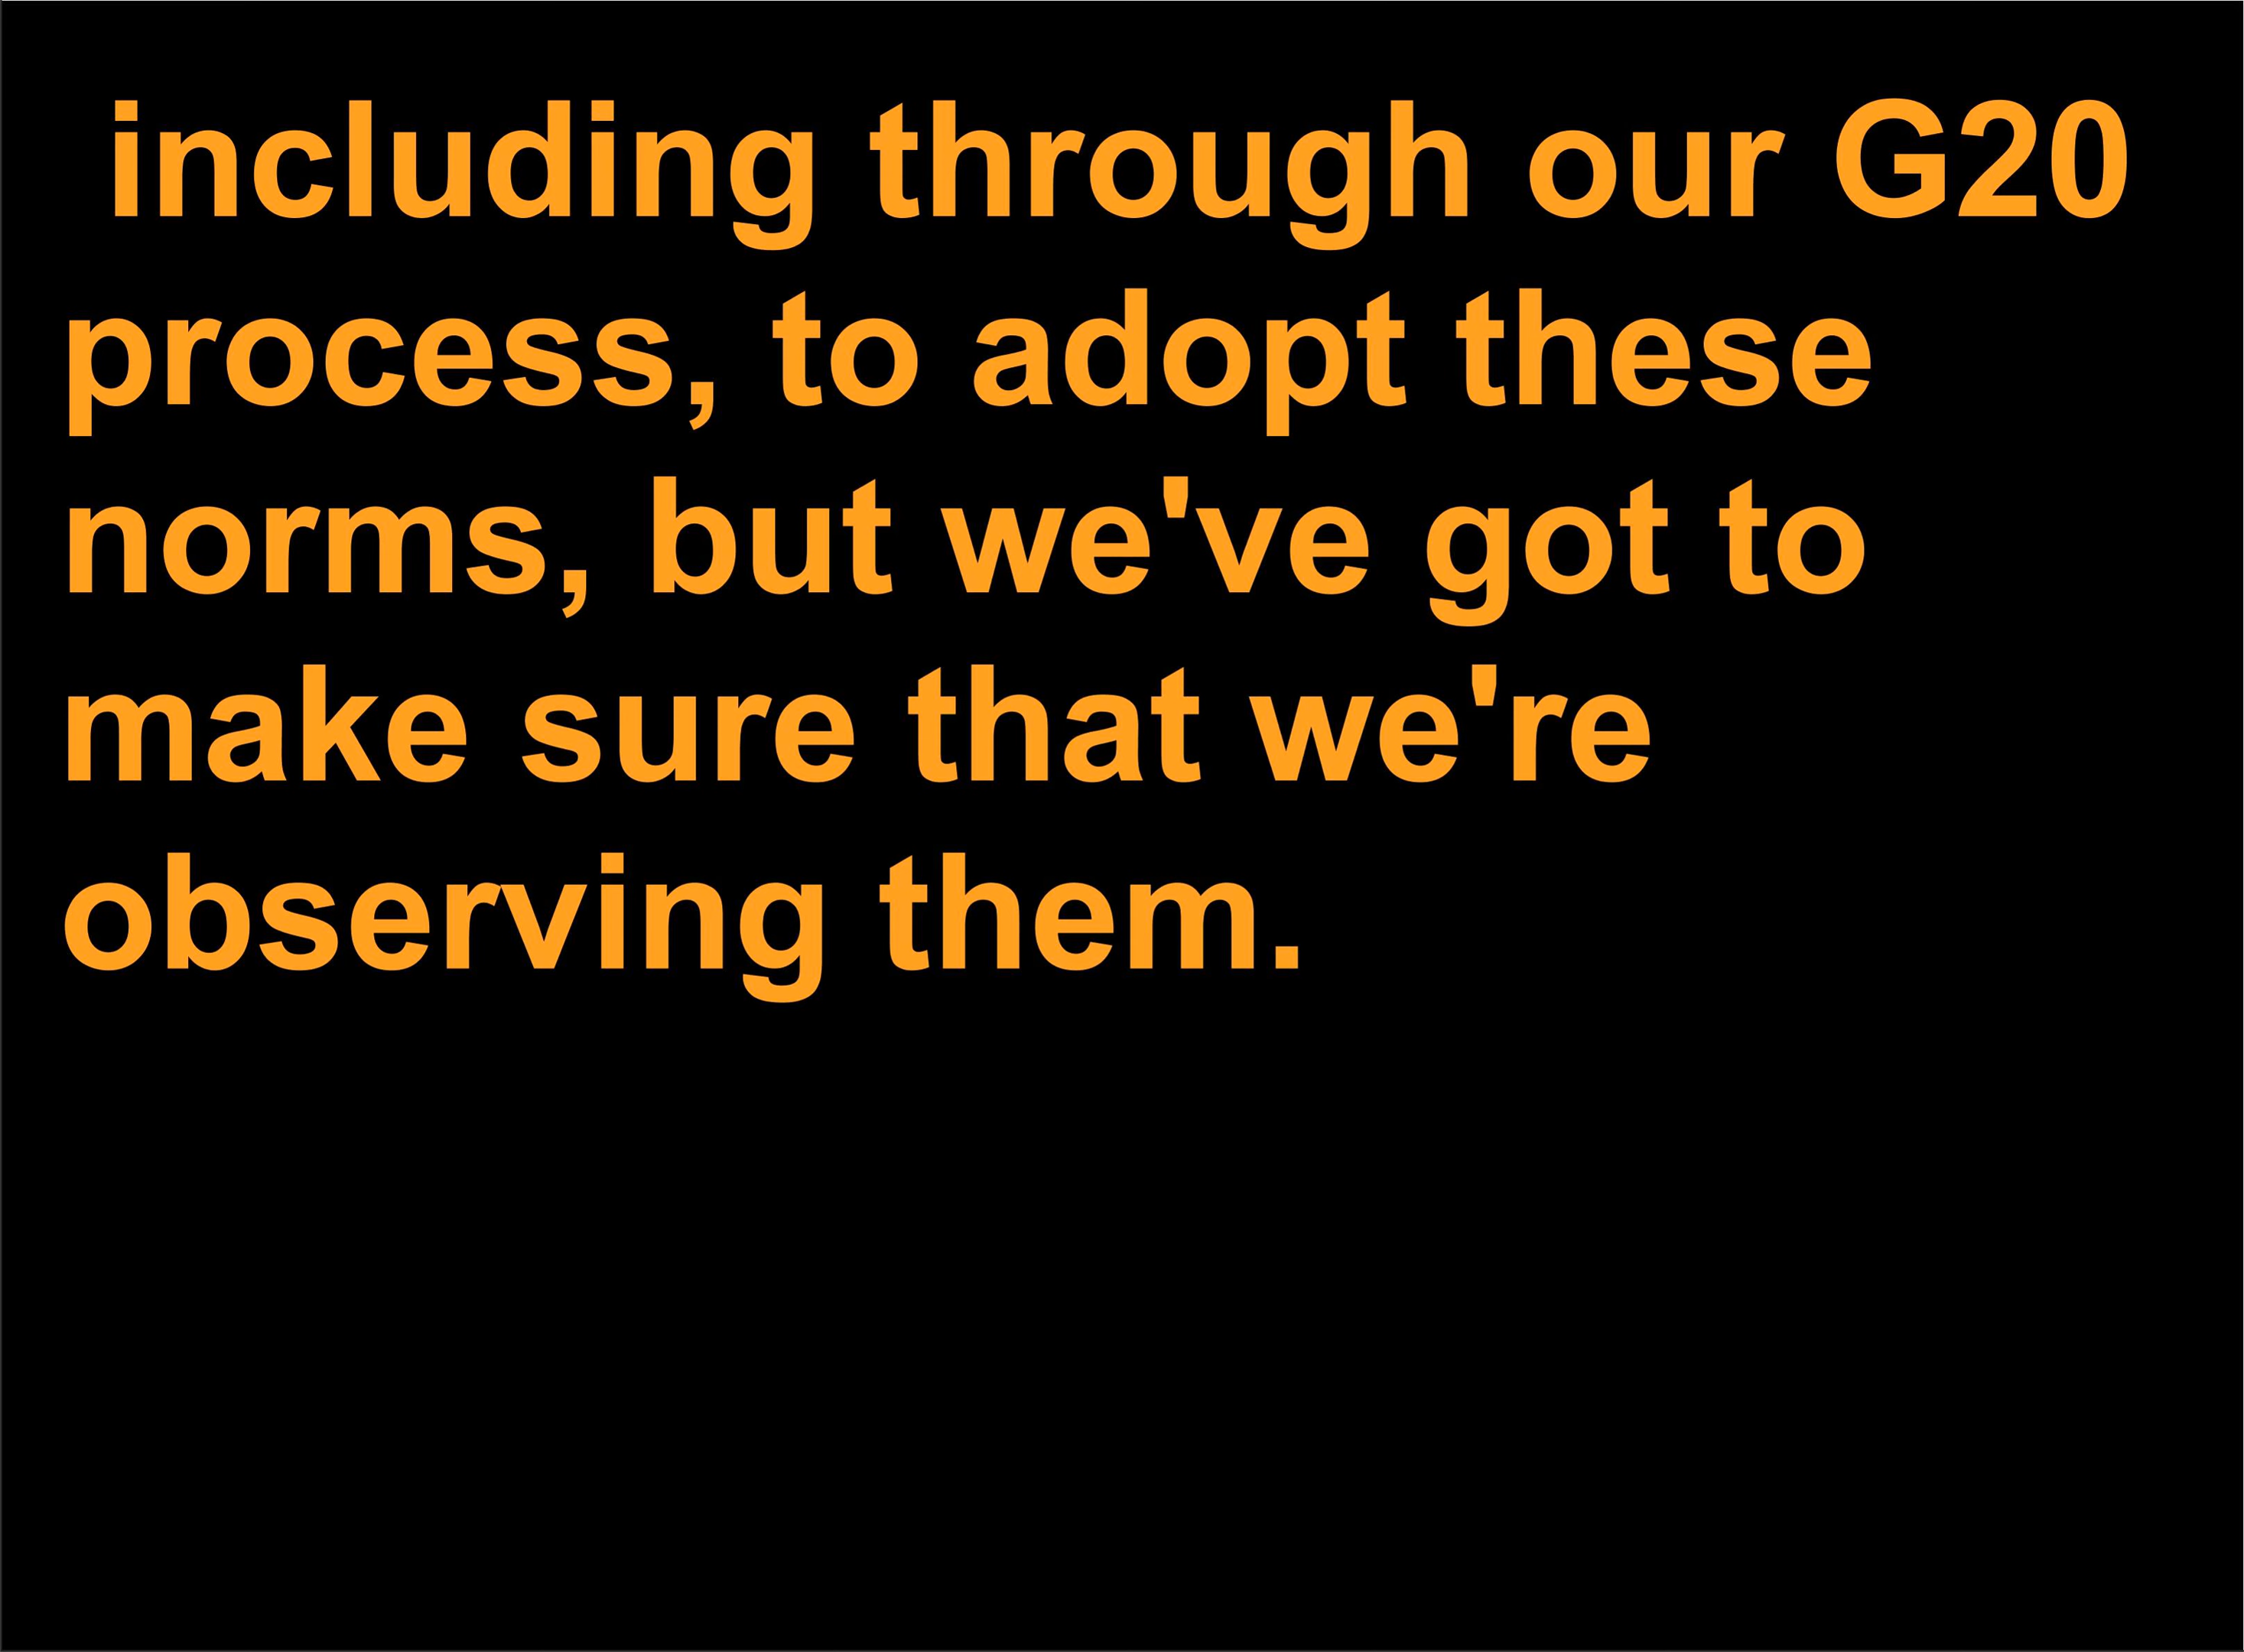 including through our G20
process, to adopt these
norms, but we've got to
make sure that we're
observing them.